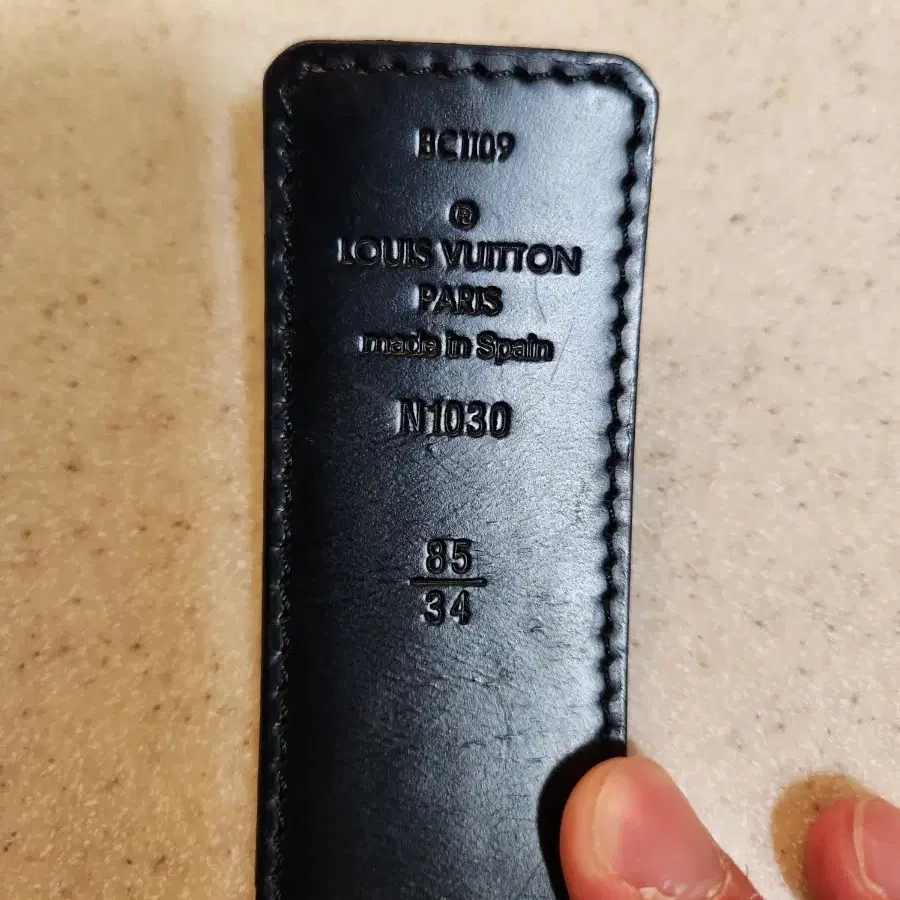 BC1109
®
LOUIS VUITTON
PARIS
made in Spain
N1030
85
34